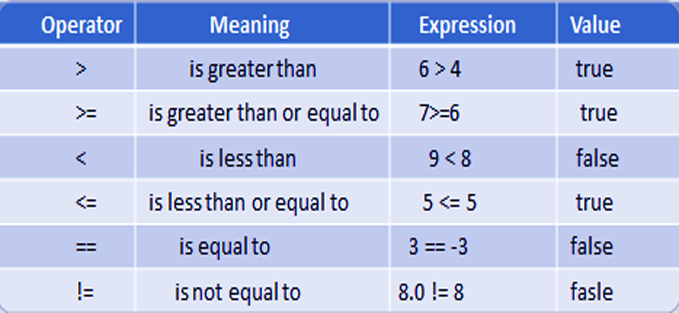 Operator Meaning Expression Value
> is greater than 6 > 4 true
>= is greater than or equal to 7>=6 true
< is less than 9 < 8 false
<= is less than or equal to 5 <= 5 true
== is equal to 3 == -3 false
!= is not equal to 8.0 != 8 fasle